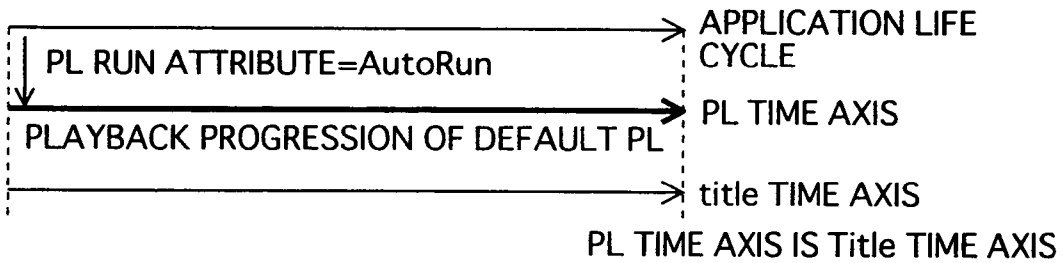 APPLICATION LIFE
CYCLE
PL RUN ATTRIBUTE=AutoRun
PL TIME AXIS
PLAYBACK PROGRESSION OF DEFAULT PL
title TIME AXIS
PL TIME AXIS IS Title TIME AXIS